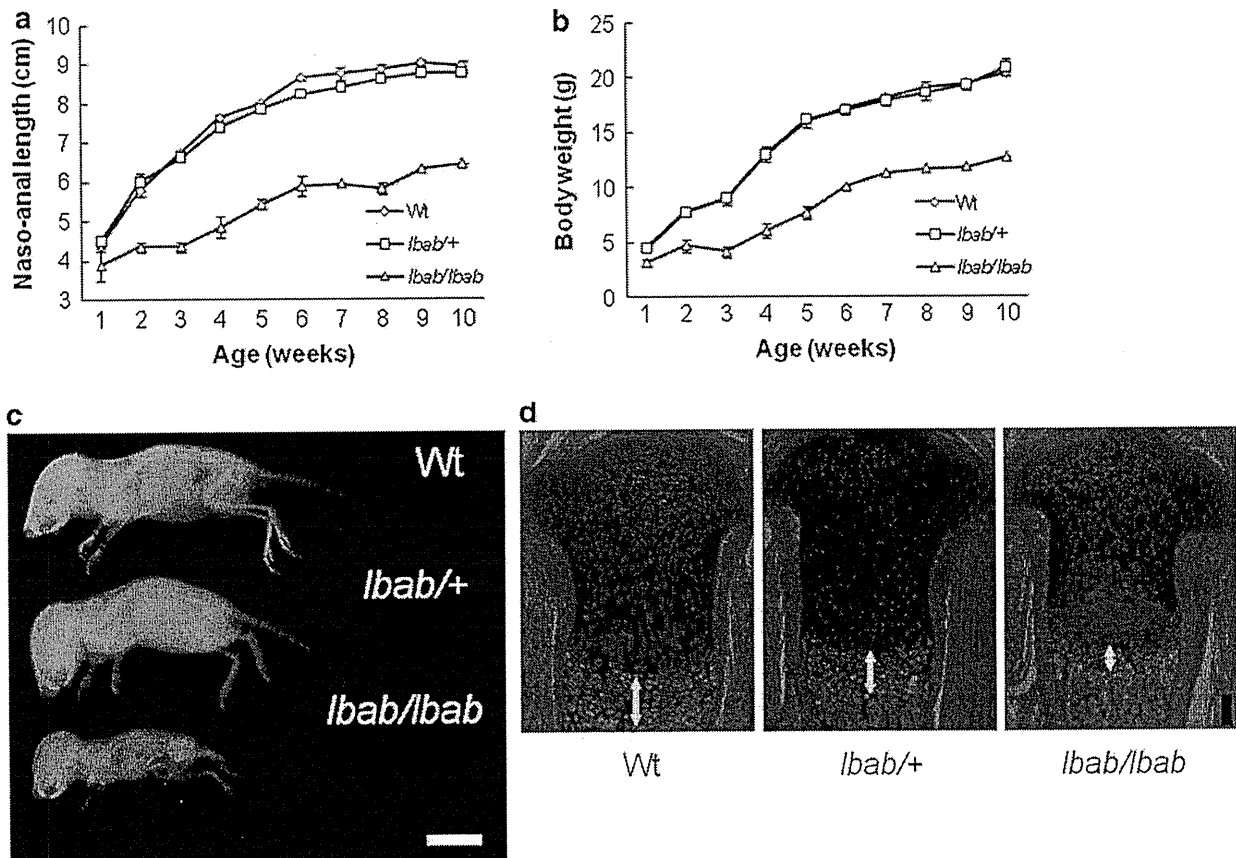 a
Naso-anal length (cm)
10
9
8
7
6
5
4
3
1 2 3 4 5 6 7 8 9 10
Age (weeks)
Wt
lbab/+
lbab/lbab
b
Bodyweight (g)
25
20
15
10
5
0
1 2 3 4 5 6 7 8 9 10
Age (weeks)
Wt
lbab/+
lbab/lbab
c
Wt
lbab/+
lbab/lbab
d
Wt
lbab/+
lbab/lbab